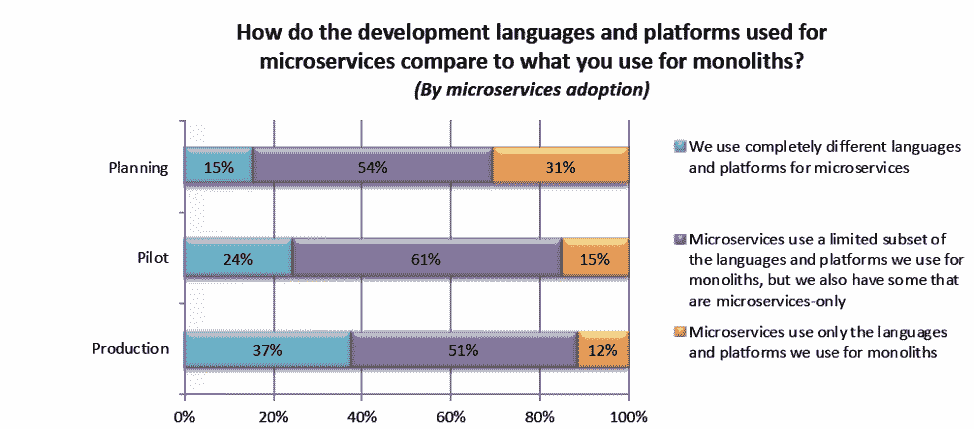 How do the development languages and platforms used for
microservices compare to what you use for monoliths?
(By microservices adoption)
Planning
15%
54%
31%
We use completely different languages
and platforms for microservices
Pilot
24%
61%
15%
Microservices use a limited subset of
the languages and platforms we use for
monoliths, but we also have some that
are microservices-only
Production
37%
51%
12%
Microservices use only the languages
and platforms we use for monoliths
0%
20%
40%
60%
80%
100%